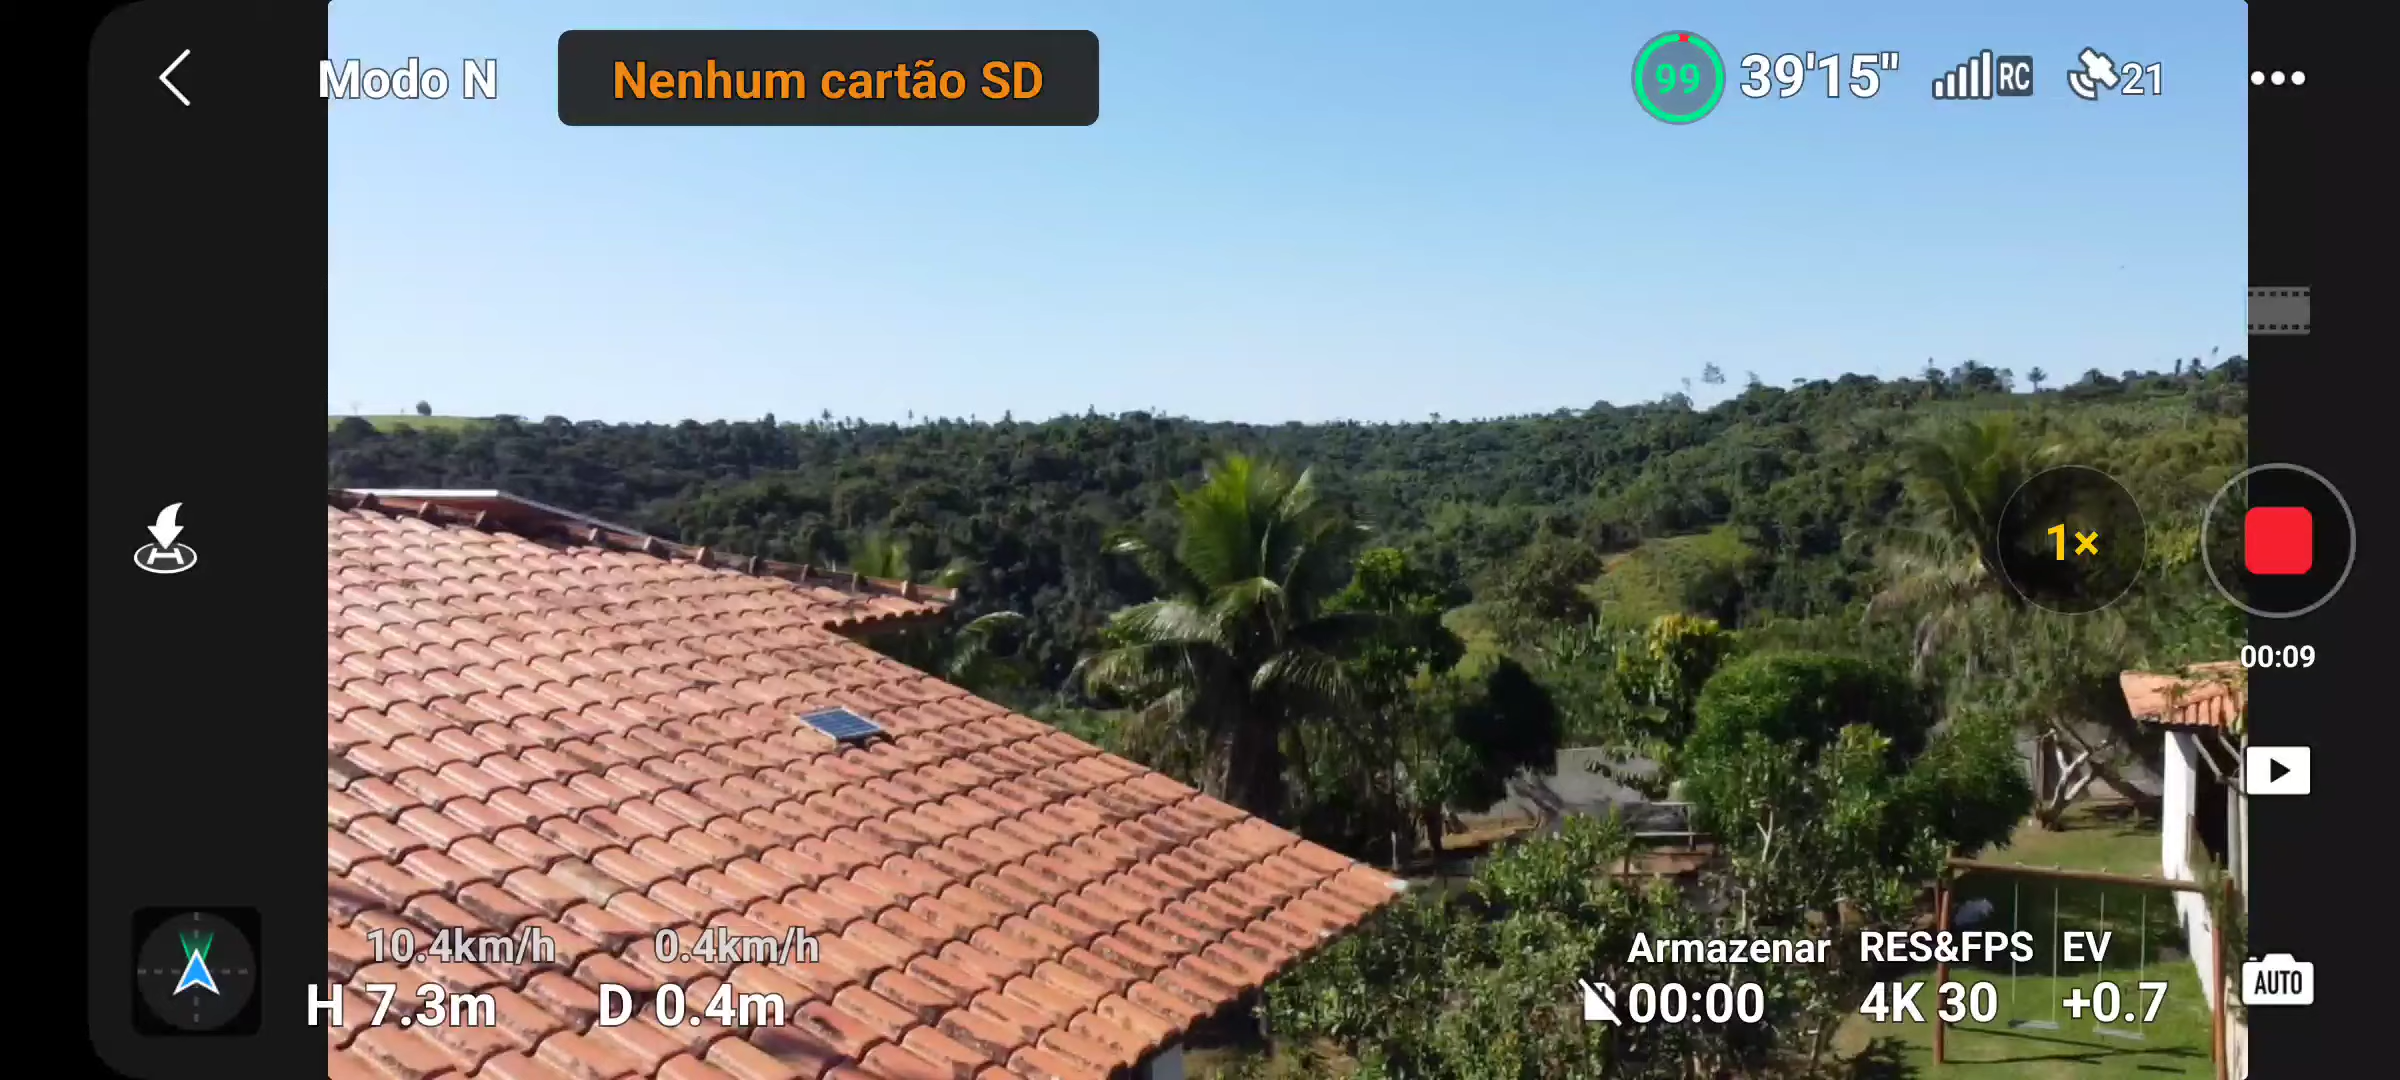 Modo N
Nenhum cartão SD
99
39'15"
RC
21
1×
00:09
10.4km/h
0.4km/h
Armazenar
RES&FPS
EV
H 7.3m
D 0.4m
00:00
4K 30
+0.7
AUTO